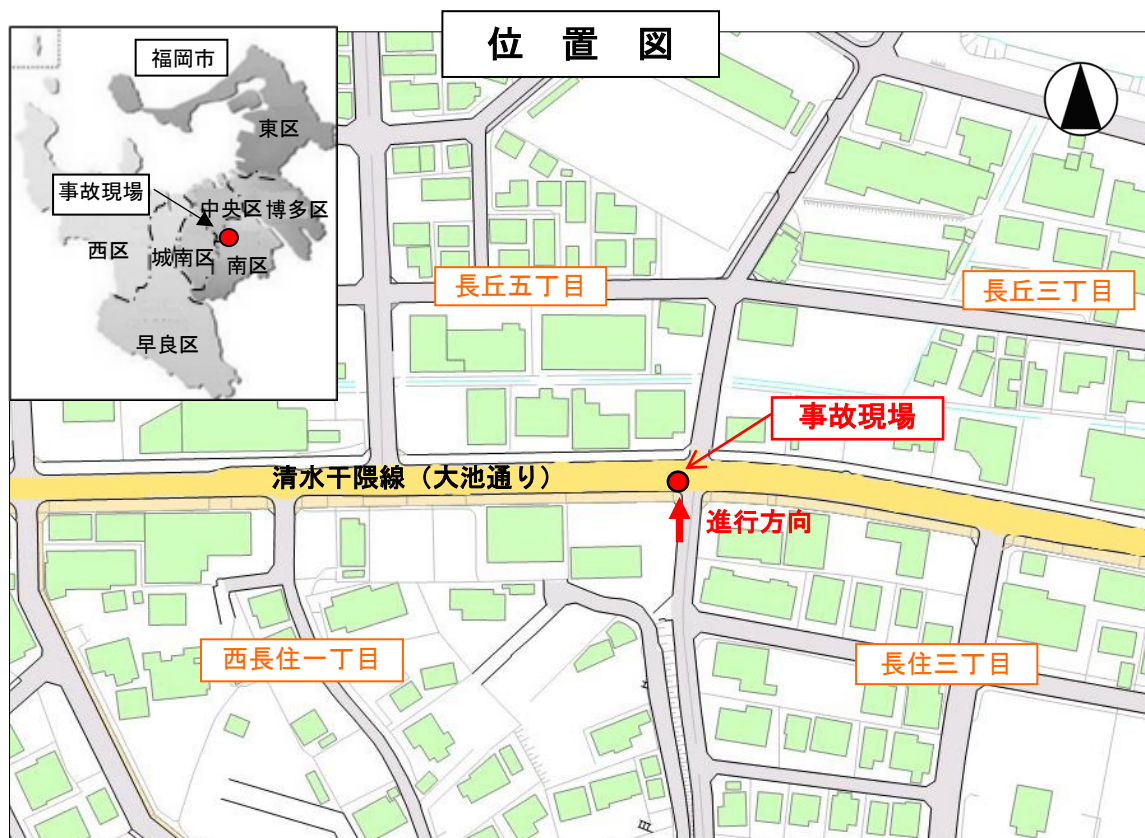 位 置 図
福岡市
東区
事故現場
中央区
博多区
西区
城南区
南区
早良区
長丘五丁目
長丘三丁目
事故現場
清水干隈線（大池通り）
進行方向
西長住一丁目
長住三丁目